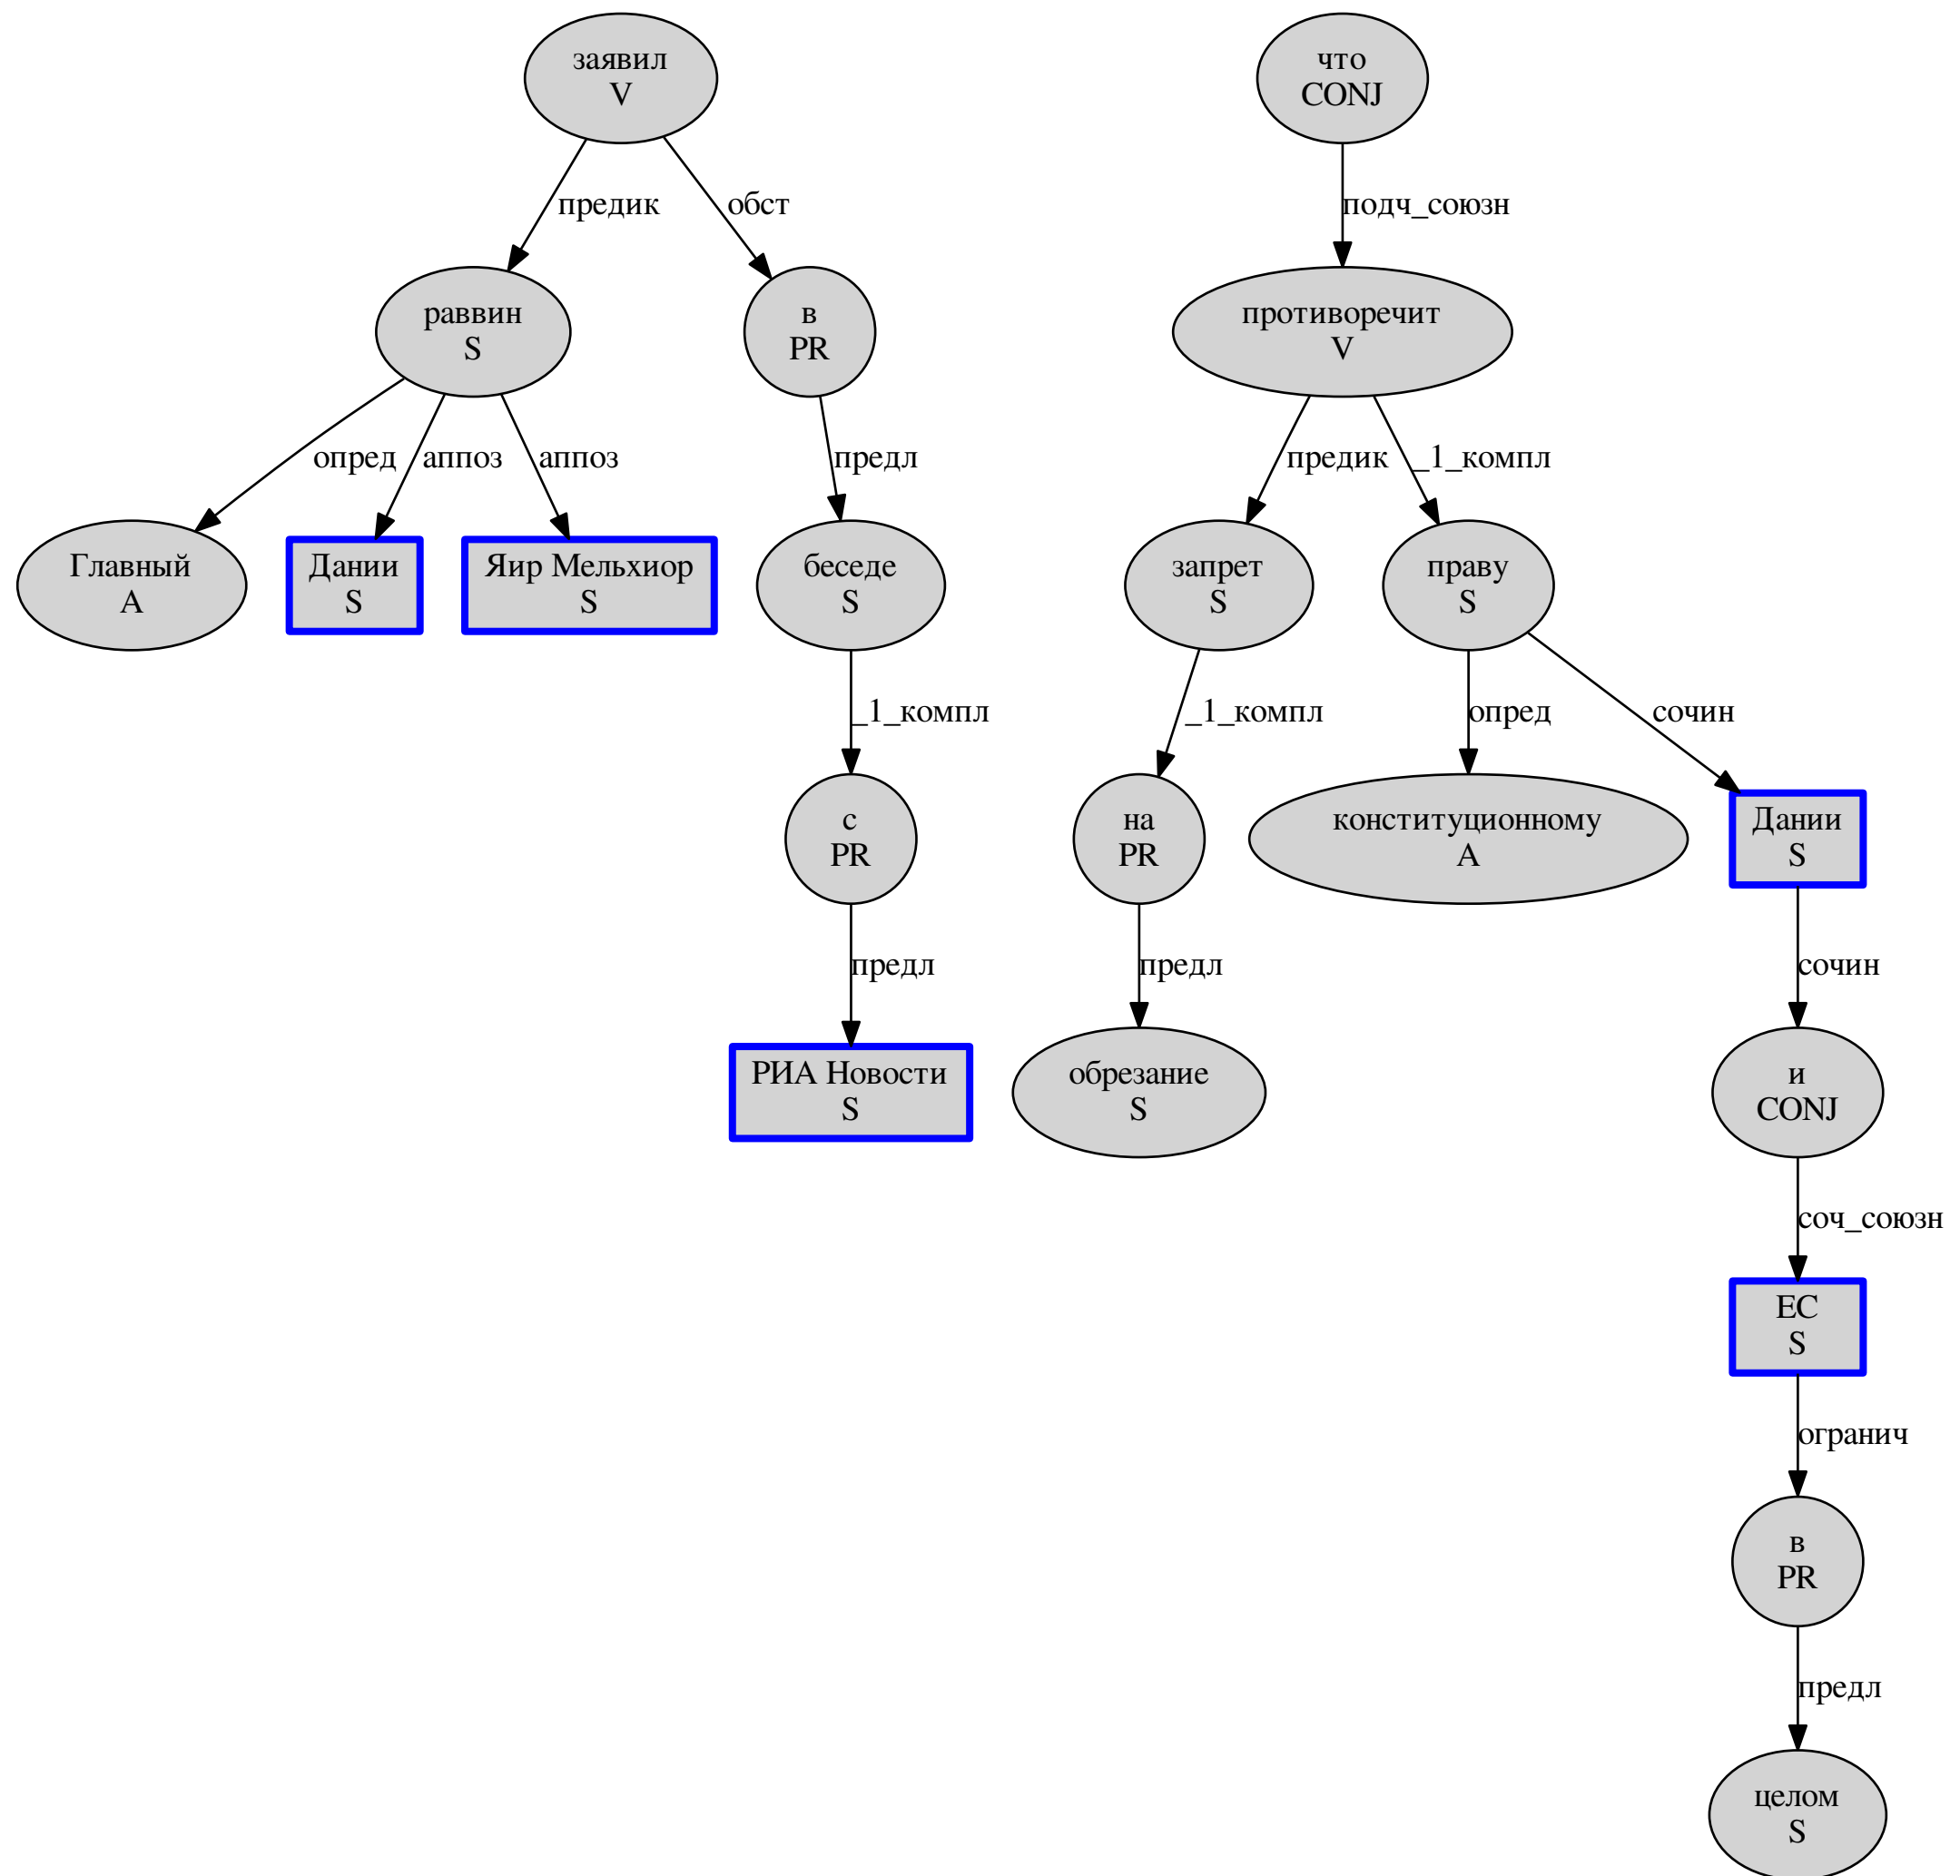 заявил
V
что
CONJ
предик
обст
подч_союзн
раввин
S
в
PR
противоречит
V
опред
аппоз
аппоз
предл
предик
_1_компл
Главный
A
Дании
S
Яир Мельхиор
S
беседе
S
запрет
S
праву
S
_1_компл
_1_компл
опред
сочин
с
PR
на
PR
конституционному
A
Дании
S
предл
предл
сочин
РИА Новости
S
обрезание
S
и
CONJ
соч_союзн
ЕС
S
огранич
в
PR
предл
целом
S